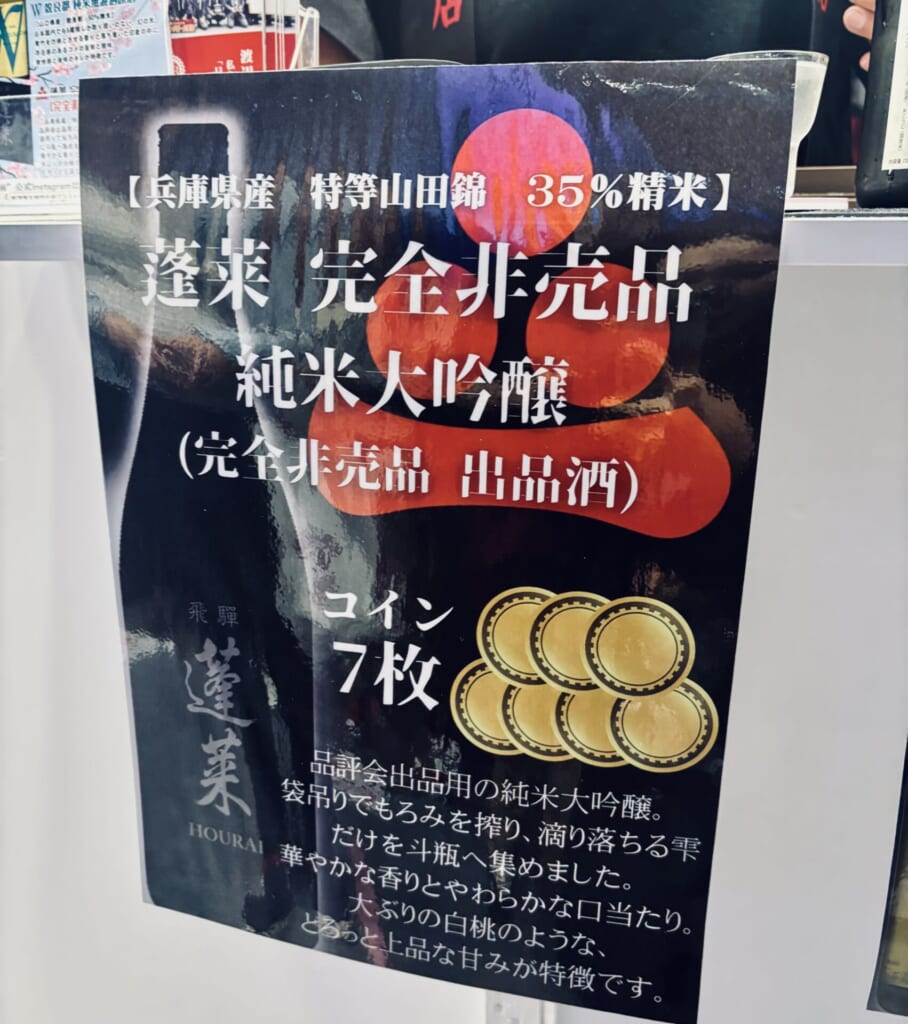 【兵庫県産 特等山田錦 35%精米】
蓬莱 完全非売品
純米大吟醸
(完全非売品 出品酒)
コイン
7枚
飛騨
蓬莱
HOURAI
品評会出品用の純米大吟醸。
袋吊りでもろみを搾り、滴り落ちる雫
だけを斗瓶へ集めました。
華やかな香りとやわらかな口当たり。
大ぶりの白桃のような、
とろっと上品な甘みが特徴です。